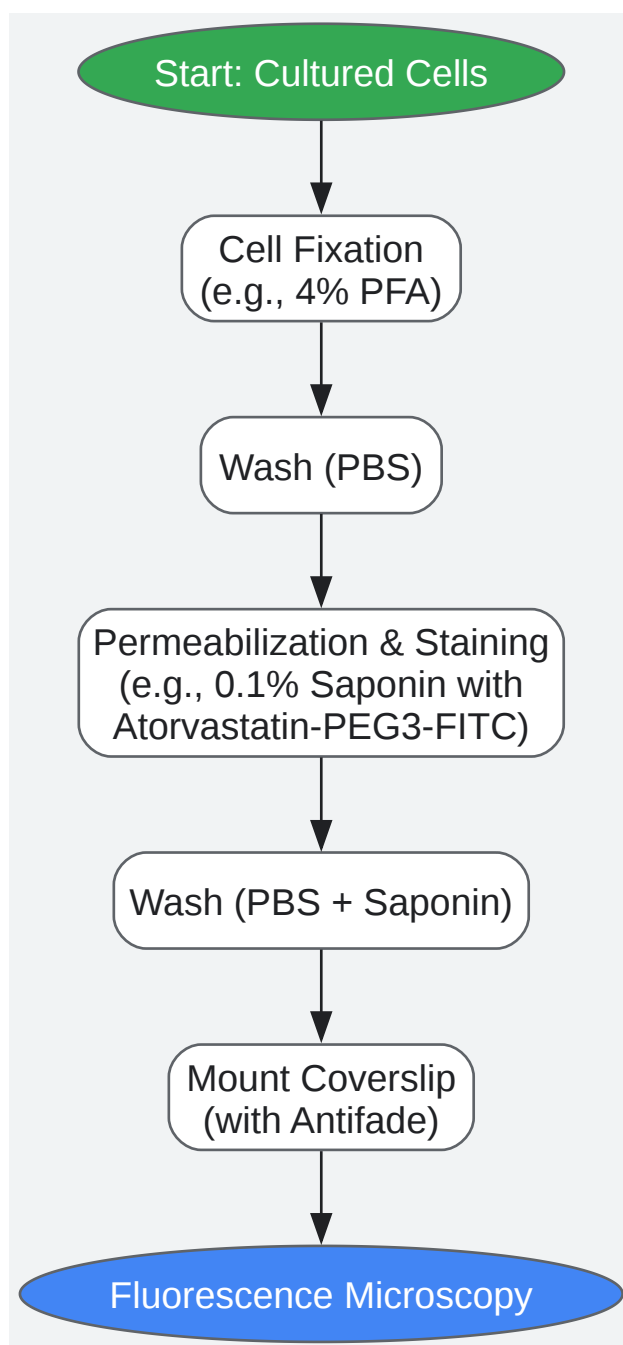 Start: Cultured Cells
Cell Fixation
(e.g., 4% PFA)
Wash (PBS)
Permeabilization & Staining
(e.g., 0.1% Saponin with
Atorvastatin-PEG3-FITC)
Wash (PBS + Saponin)
Mount Coverslip
(with Antifade)
Fluorescence Microscopy